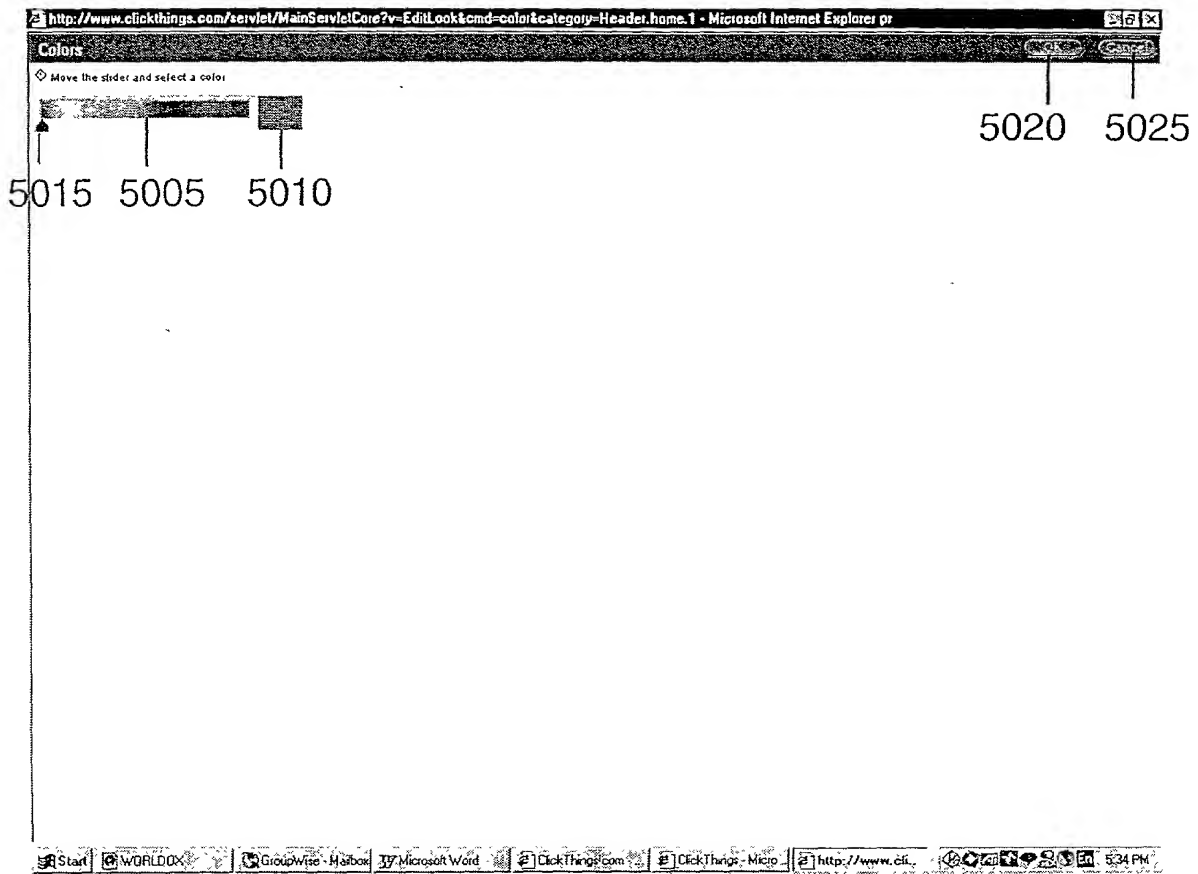 http://www.clickthings.com/servlet/MainServletCore?v=EditLook&cmd=color&category=Header.home.1 - Microsoft Internet Explorer pr
Colors
OK
Cancel
Move the slider and select a color
5020 5025
5015 5005 5010
Start
WORLDOX
GroupWise - Mailbox
Microsoft Word
ClickThings.com
ClickThings - Micro...
http://www.cli...
En
5:34 PM